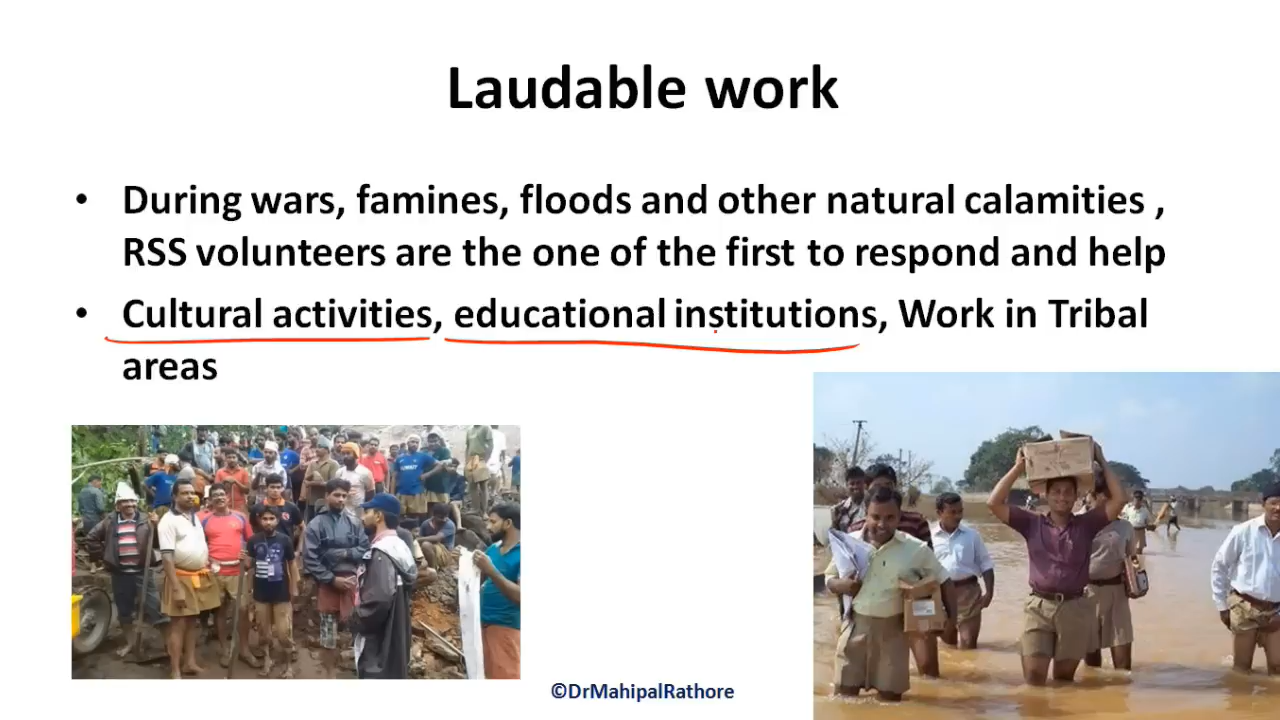 Laudable work
• During wars, famines, floods and other natural calamities ,
RSS volunteers are the one of the first to respond and help
• Cultural activities, educational institutions, Work in Tribal
areas
©DrMahipalRathore